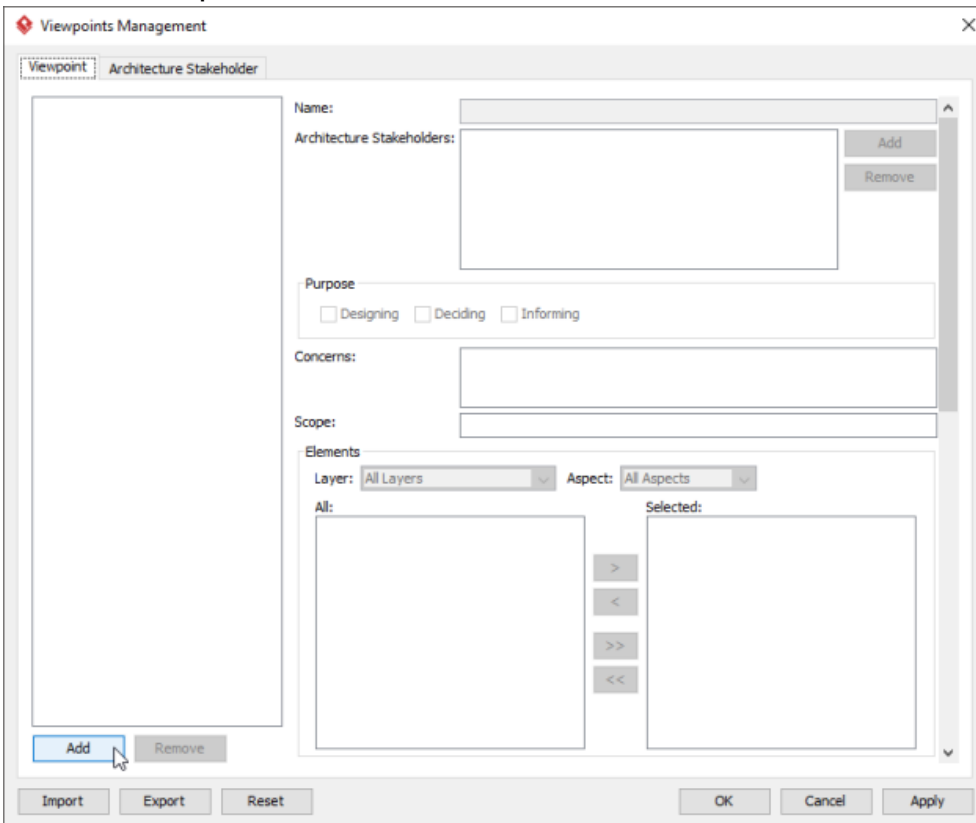 Viewpoints Management
Viewpoint Architecture Stakeholder
Name:
Architecture Stakeholders:
Add
Remove
Purpose
Designing Deciding Informing
Concerns:
Scope:
Elements
Layer: All Layers Aspect: All Aspects
All: Selected:
>
<
>>
<<
Add Remove
Import Export Reset OK Cancel Apply